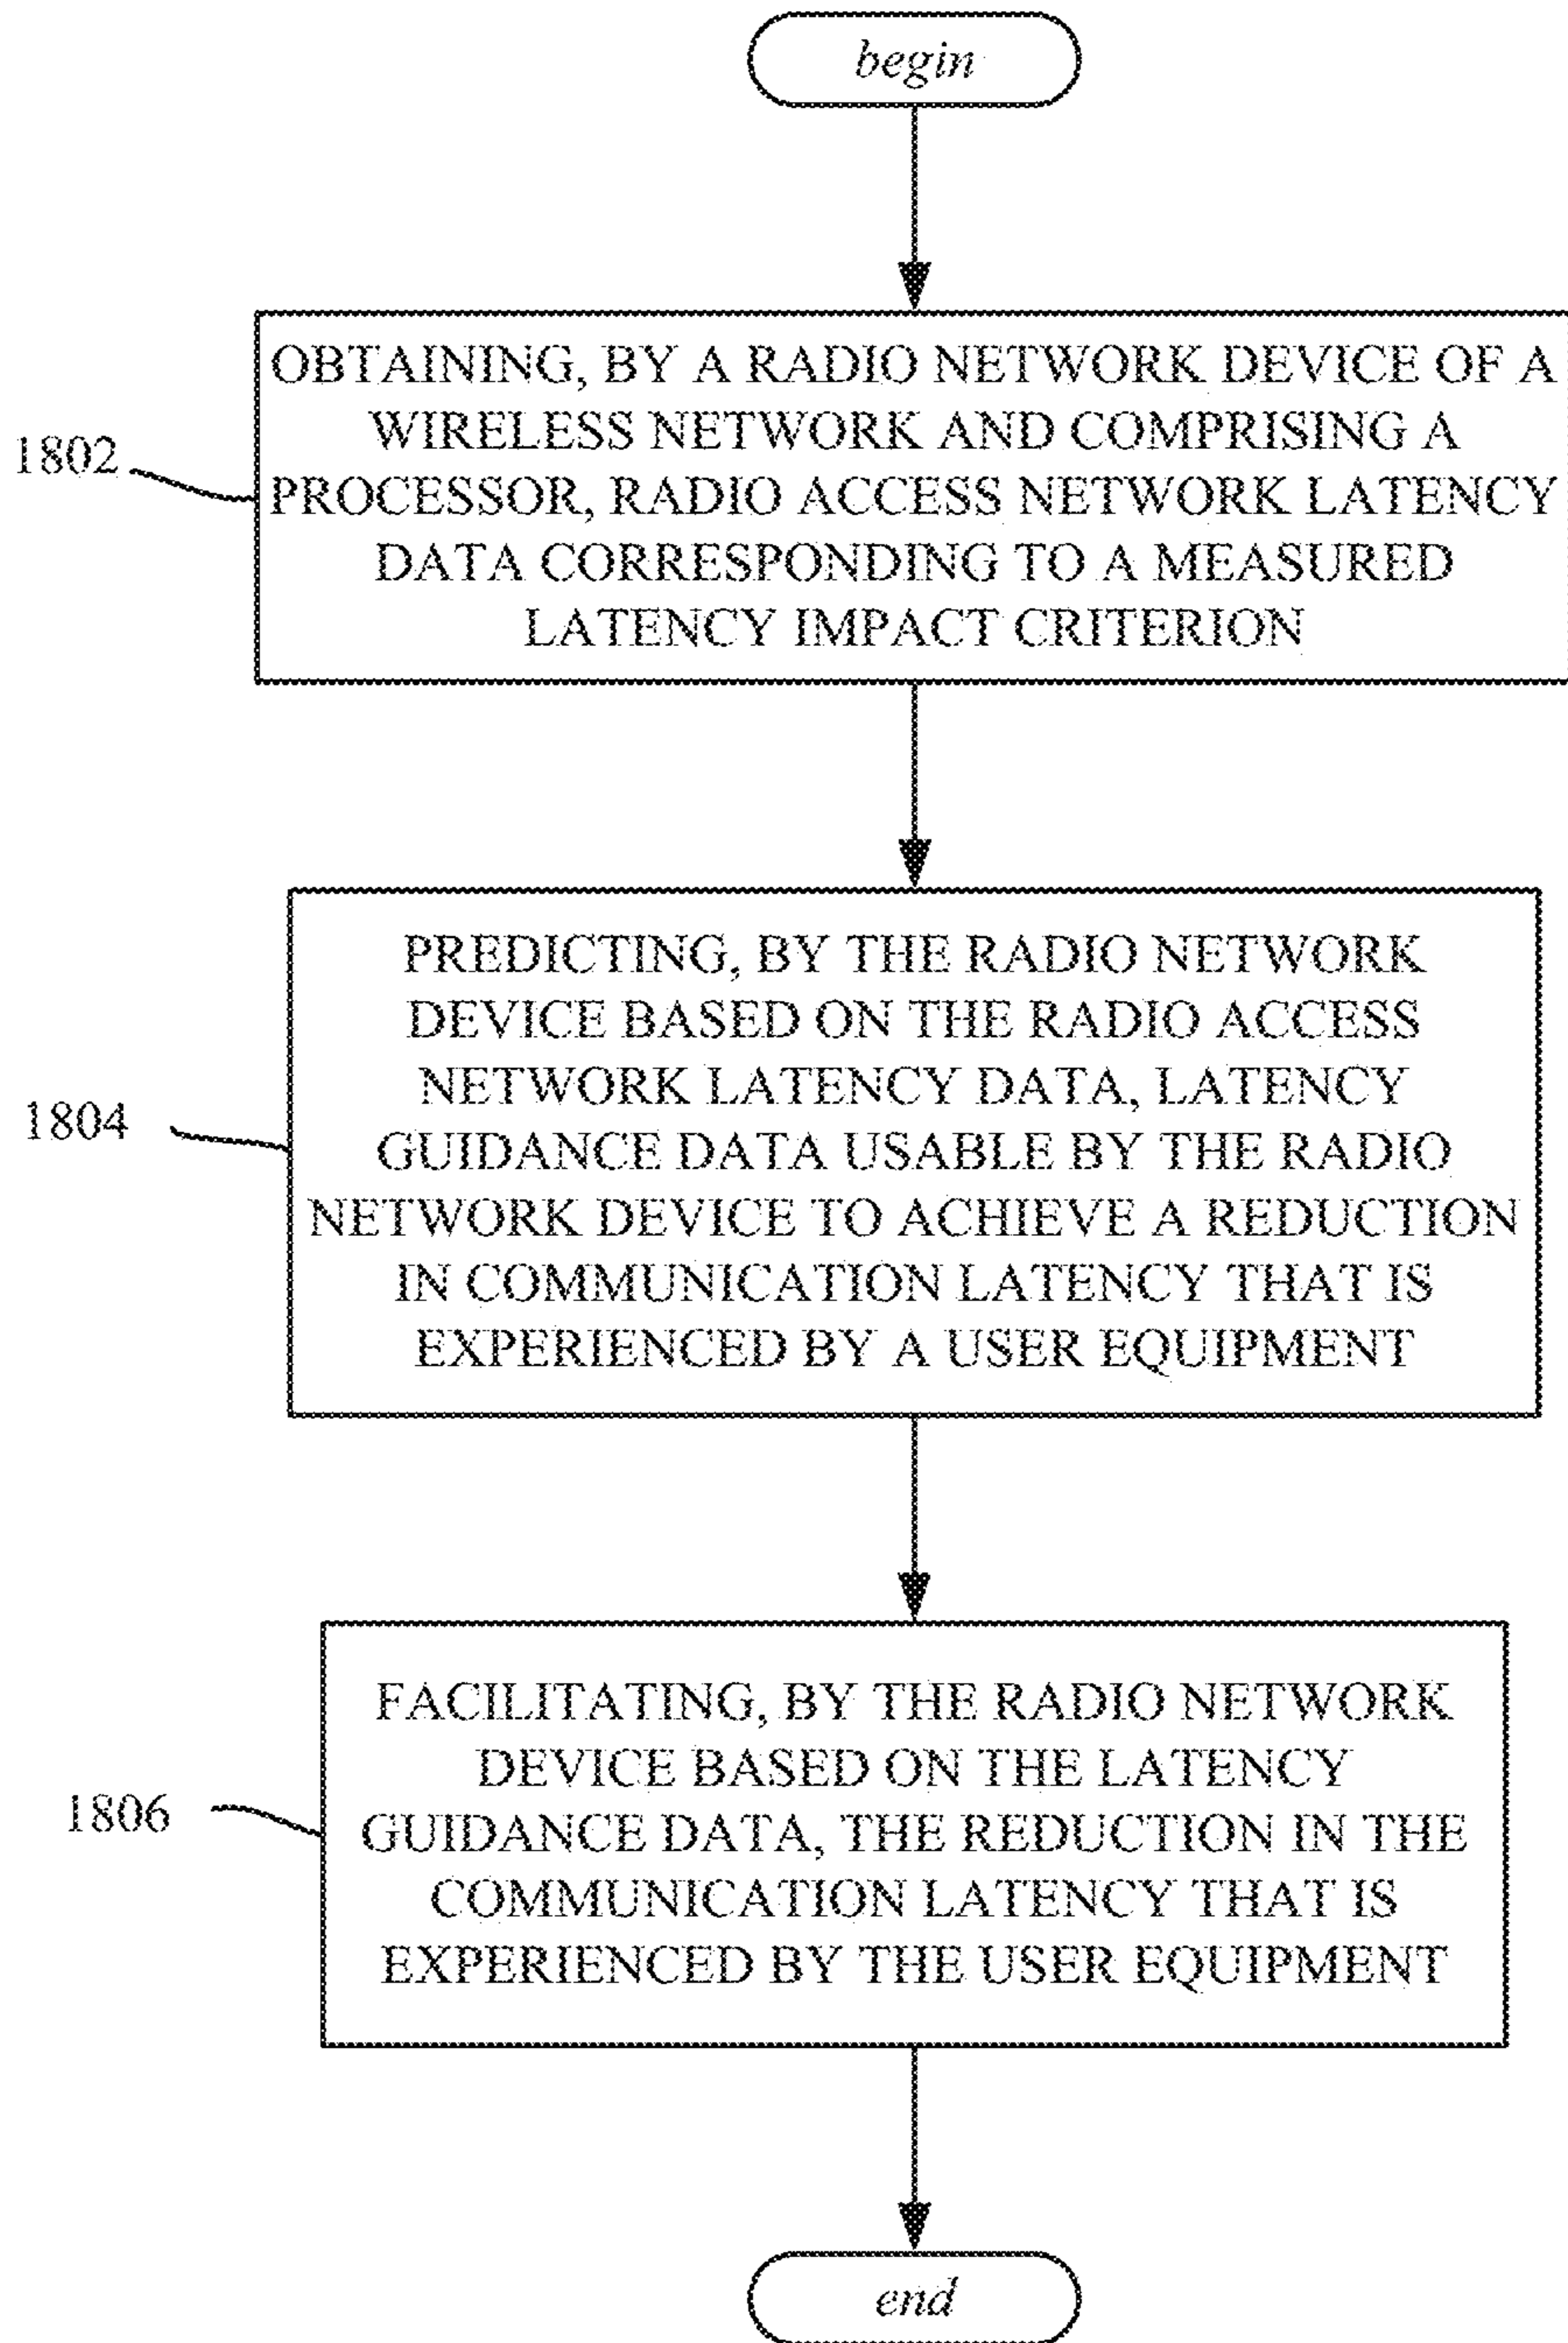 begin
OBTAINING, BY A RADIO NETWORK DEVICE OF A
WIRELESS NETWORK AND COMPRISING A
1802
PROCESSOR, RADIO ACCESS NETWORK LATENCY
DATA CORRESPONDING TO A MEASURED
LATENCY IMPACT CRITERION
PREDICTING, BY THE RADIO NETWORK
DEVICE BASED ON THE RADIO ACCESS
NETWORK LATENCY DATA, LATENCY
1804
GUIDANCE DATA USABLE BY THE RADIO
NETWORK DEVICE TO ACHIEVE A REDUCTION
IN COMMUNICATION LATENCY THAT IS
EXPERIENCED BY A USER EQUIPMENT
FACILITATING, BY THE RADIO NETWORK
DEVICE BASED ON THE LATENCY
1806
GUIDANCE DATA, THE REDUCTION IN THE
COMMUNICATION LATENCY THAT IS
EXPERIENCED BY THE USER EQUIPMENT
end